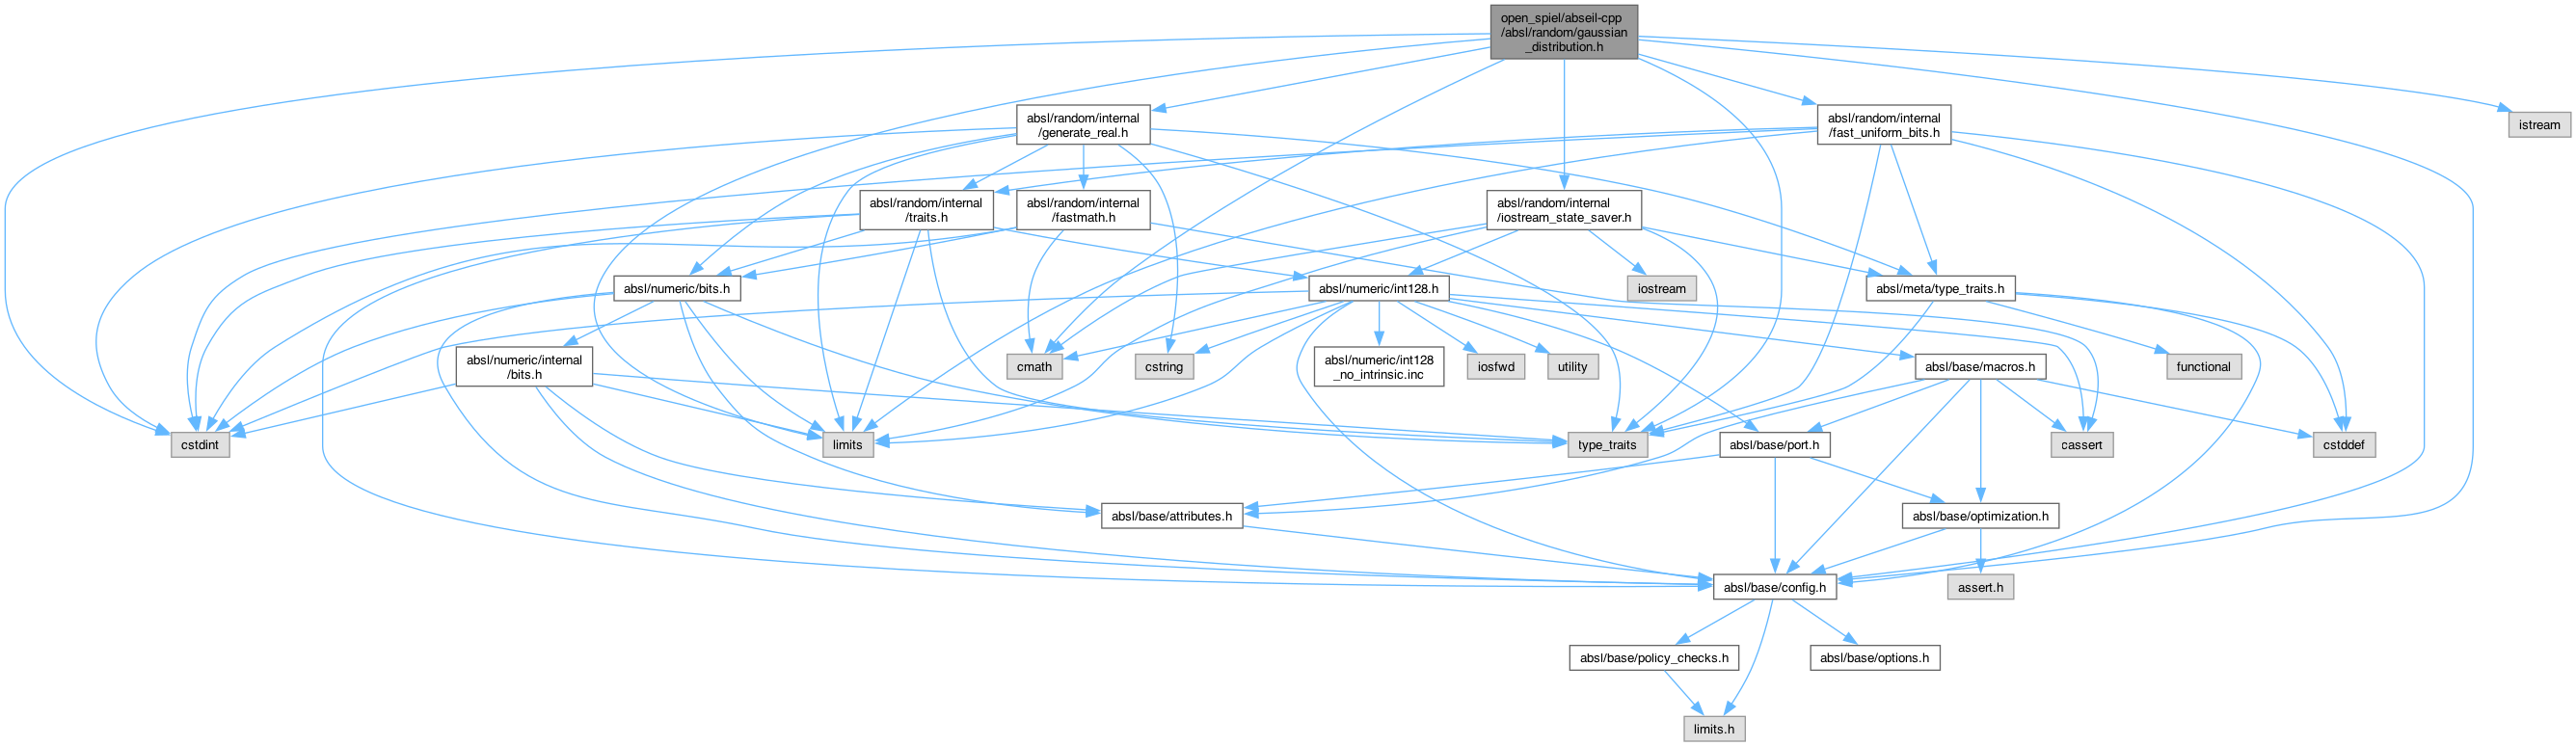 open_spiel/abseil-cpp
/absl/random/gaussian
_distribution.h
absl/random/internal
/generate_real.h
absl/random/internal
/fast_uniform_bits.h
istream
absl/random/internal
/traits.h
absl/random/internal
/fastmath.h
absl/random/internal
/iostream_state_saver.h
absl/numeric/bits.h
absl/numeric/int128.h
iostream
absl/meta/type_traits.h
absl/numeric/internal
/bits.h
cmath
cstring
absl/numeric/int128
_no_intrinsic.inc
iosfwd
utility
absl/base/macros.h
functional
cstdint
limits
type_traits
absl/base/port.h
cassert
cstddef
absl/base/attributes.h
absl/base/optimization.h
absl/base/config.h
assert.h
absl/base/policy_checks.h
absl/base/options.h
limits.h